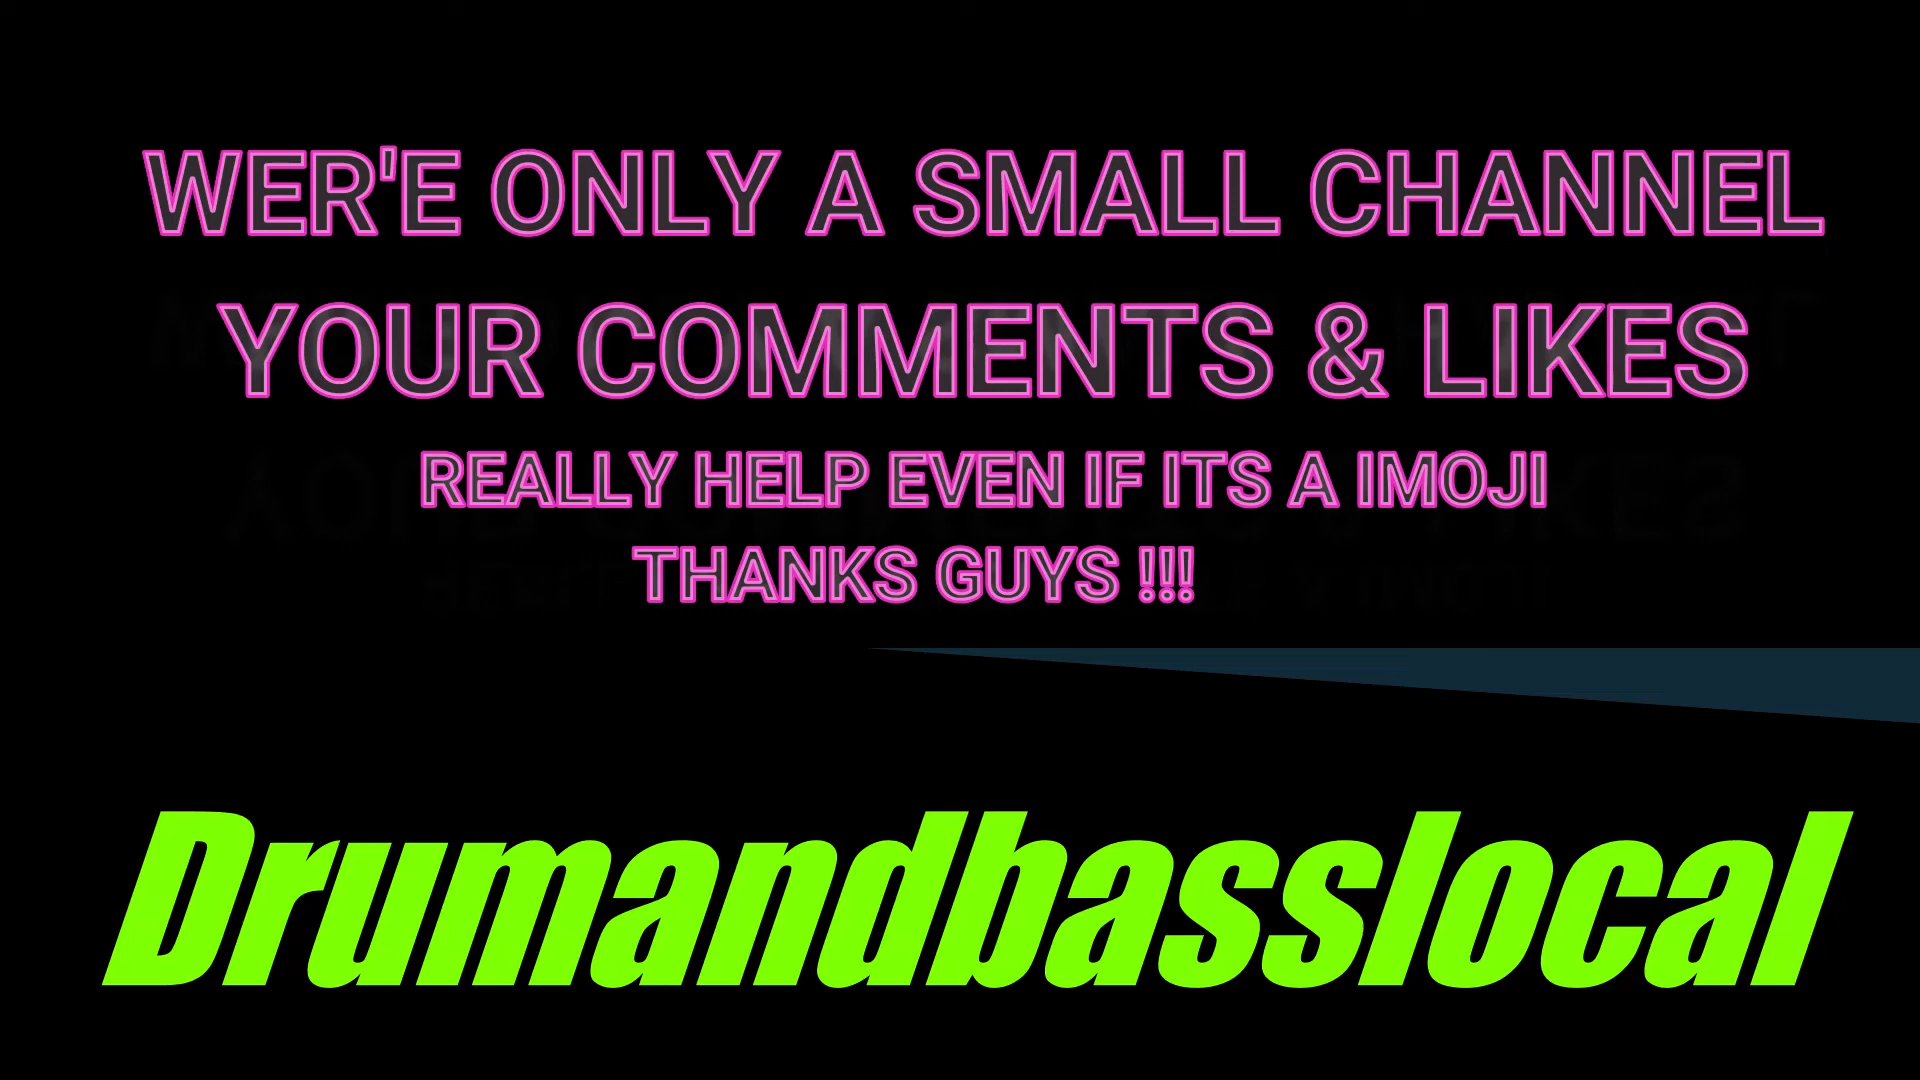 WER'E ONLY A SMALL CHANNEL
YOUR COMMENTS & LIKES
REALLY HELP EVEN IF ITS A IMOJI
THANKS GUYS !!!
Drumandbasslocal